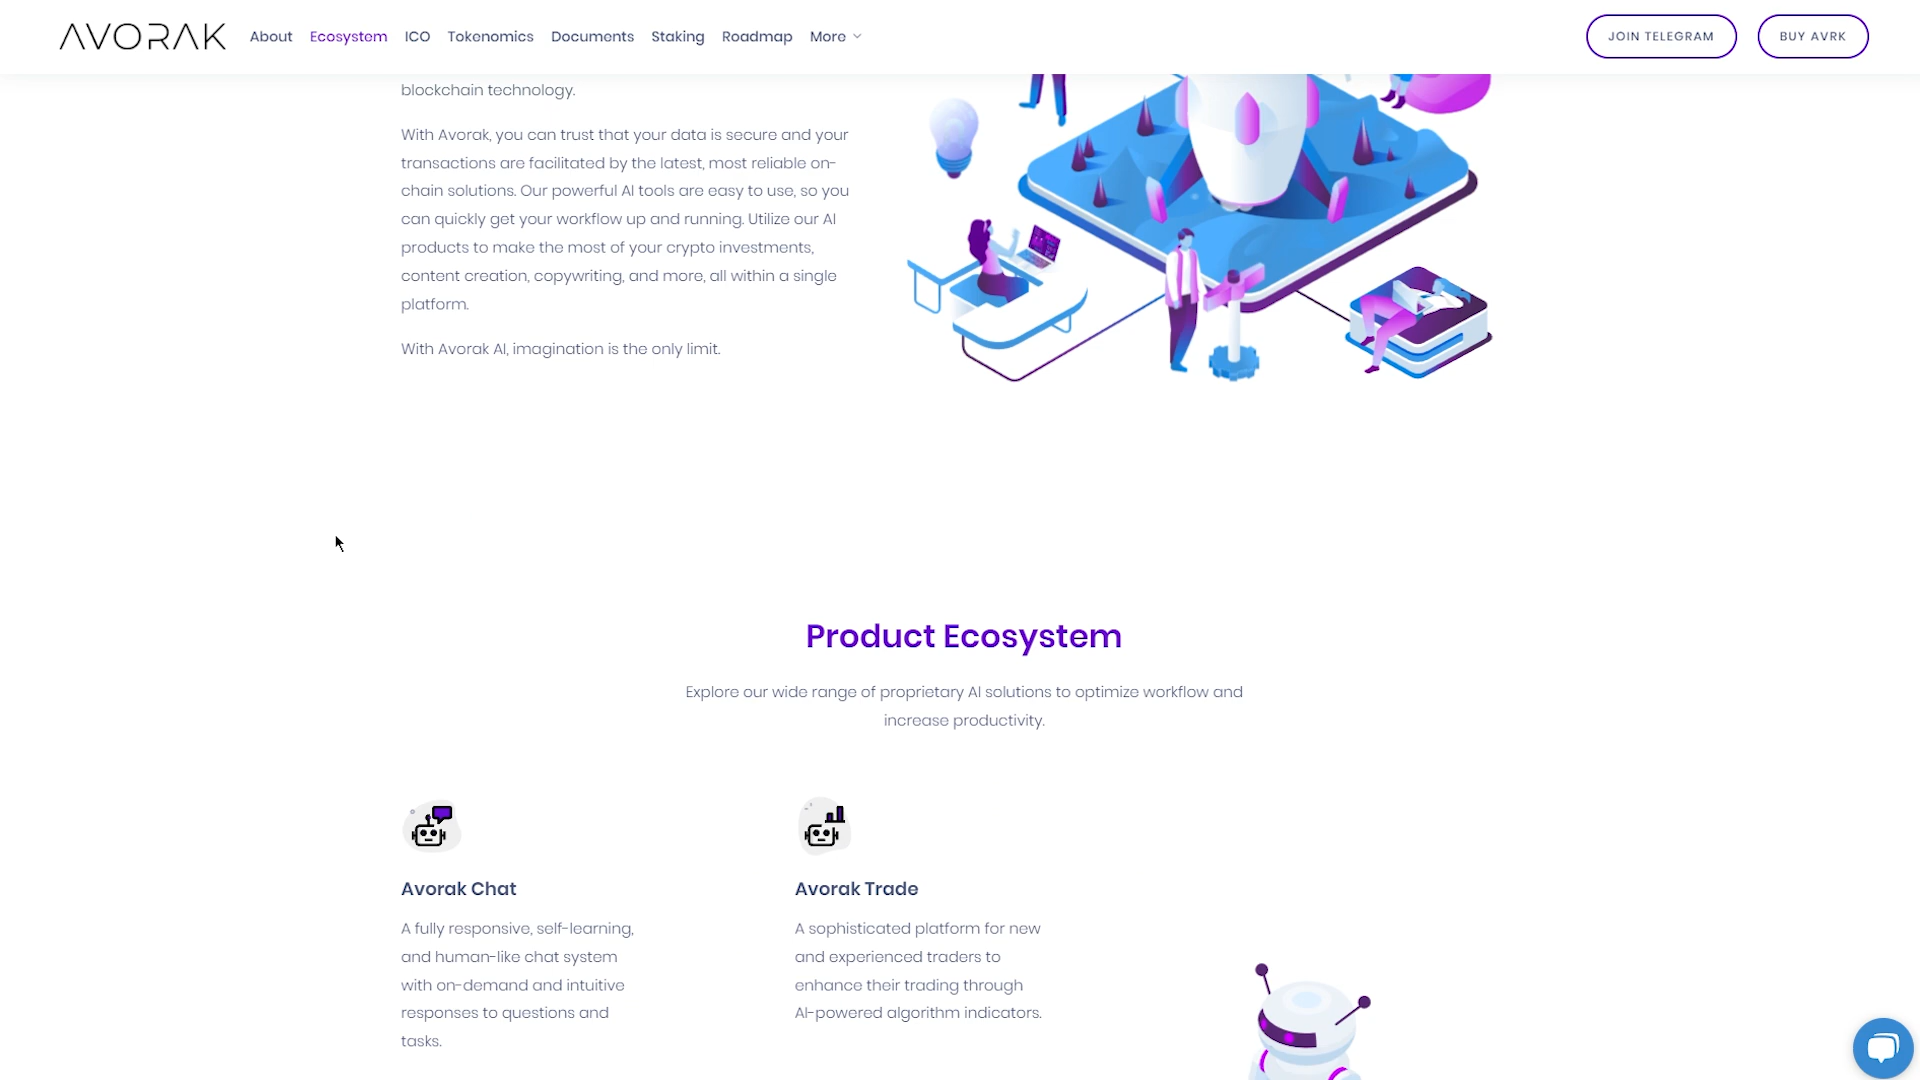 AVORAK About Ecosystem ICO Tokenomics Documents Staking Roadmap More JOIN TELEGRAM BUY AVRK
blockchain technology.
With Avorak, you can trust that your data is secure and your
transactions are facilitated by the latest, most reliable on-
chain solutions. Our powerful AI tools are easy to use, so you
can quickly get your workflow up and running. Utilize our AI
products to make the most of your crypto investments,
content creation, copywriting, and more, all within a single
platform.
With Avorak AI, imagination is the only limit.
Product Ecosystem
Explore our wide range of proprietary AI solutions to optimize workflow and
increase productivity.
Avorak Chat
A fully responsive, self-learning,
and human-like chat system
with on-demand and intuitive
responses to questions and
tasks.
Avorak Trade
A sophisticated platform for new
and experienced traders to
enhance their trading through
AI-powered algorithm indicators.